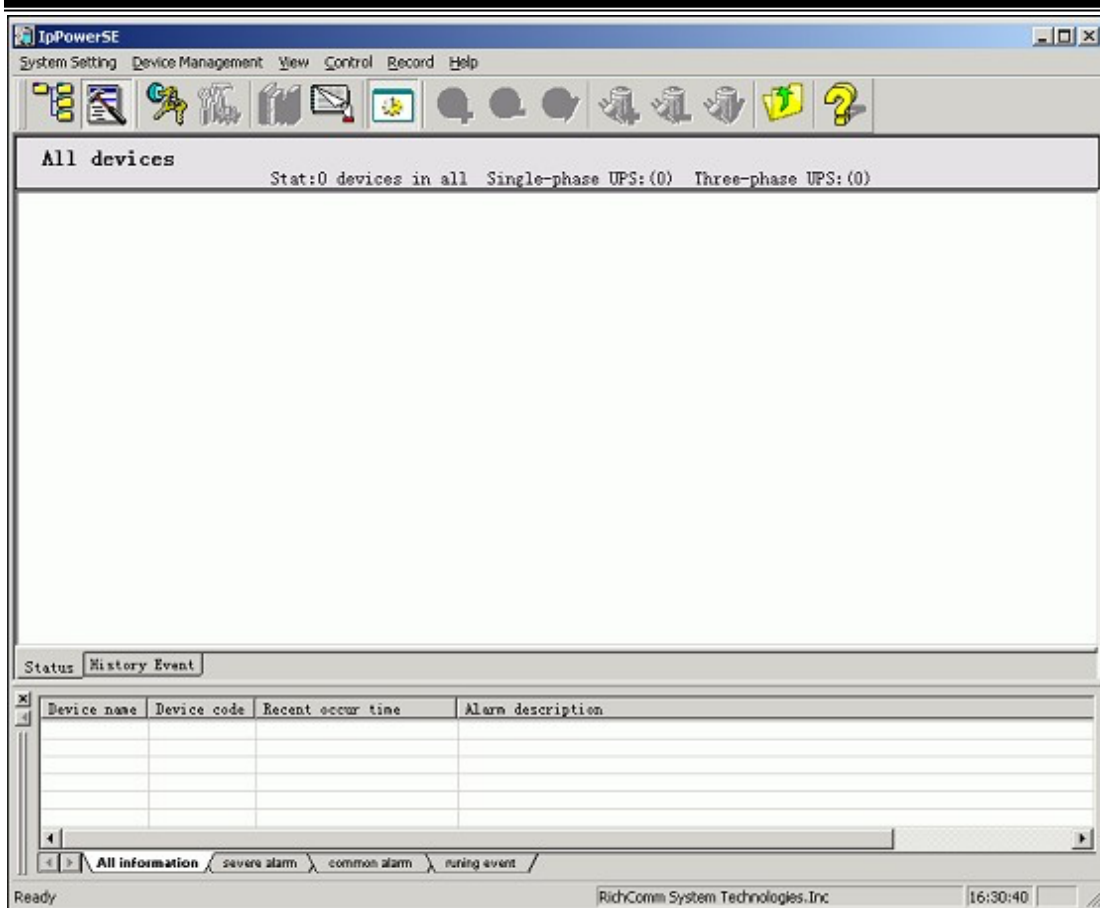 IpPowerSE
System Setting Device Management View Control Record Help
All devices
Stat:0 devices in all Single-phase UPS:(0) Three-phase UPS:(0)
Status History Event
Device name Device code Recent occur time Alarm description
All information severe alarm common alarm runing event
Ready RichComm System Technologies.Inc 16:30:40